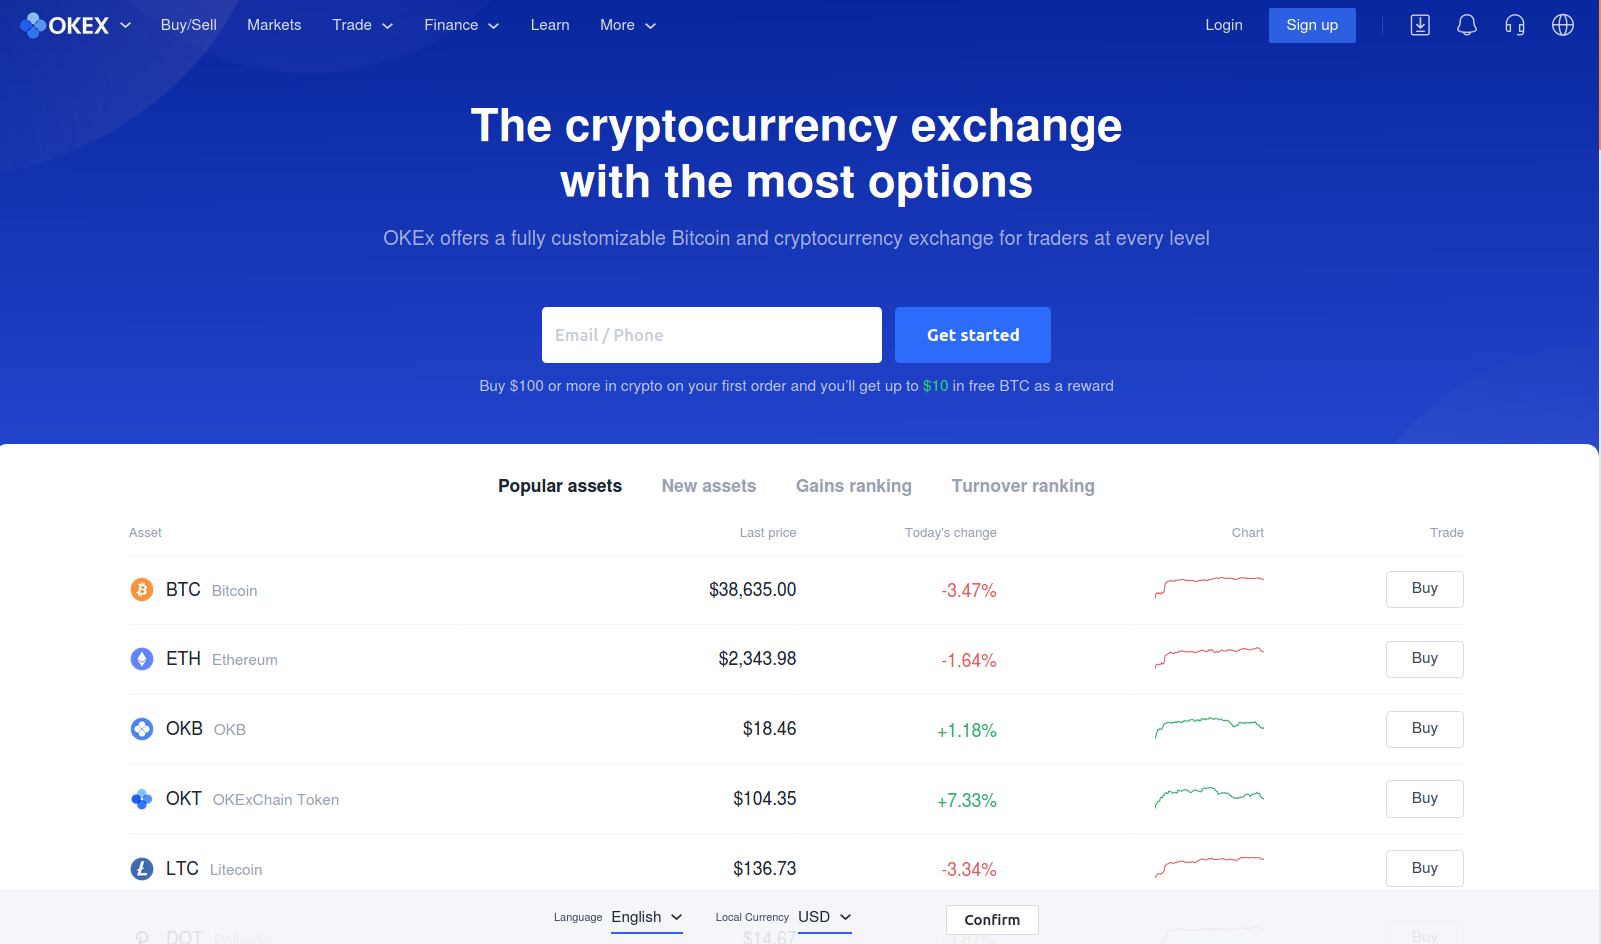 OKEX Buy/Sell Markets Trade Finance Learn More Login Sign up
The cryptocurrency exchange
with the most options
OKEx offers a fully customizable Bitcoin and cryptocurrency exchange for traders at every level
Email / Phone Get started
Buy $100 or more in crypto on your first order and you'll get up to $10 in free BTC as a reward
Popular assets New assets Gains ranking Turnover ranking
Asset Last price Today's change Chart Trade
BTC Bitcoin $38,635.00 -3.47% Buy
ETH Ethereum $2,343.98 -1.64% Buy
OKB OKB $18.46 +1.18% Buy
OKT OKExChain Token $104.35 +7.33% Buy
LTC Litecoin $136.73 -3.34% Buy
Language English Local Currency USD Confirm
DOT Polkadot $14.67 -3.87% Buy